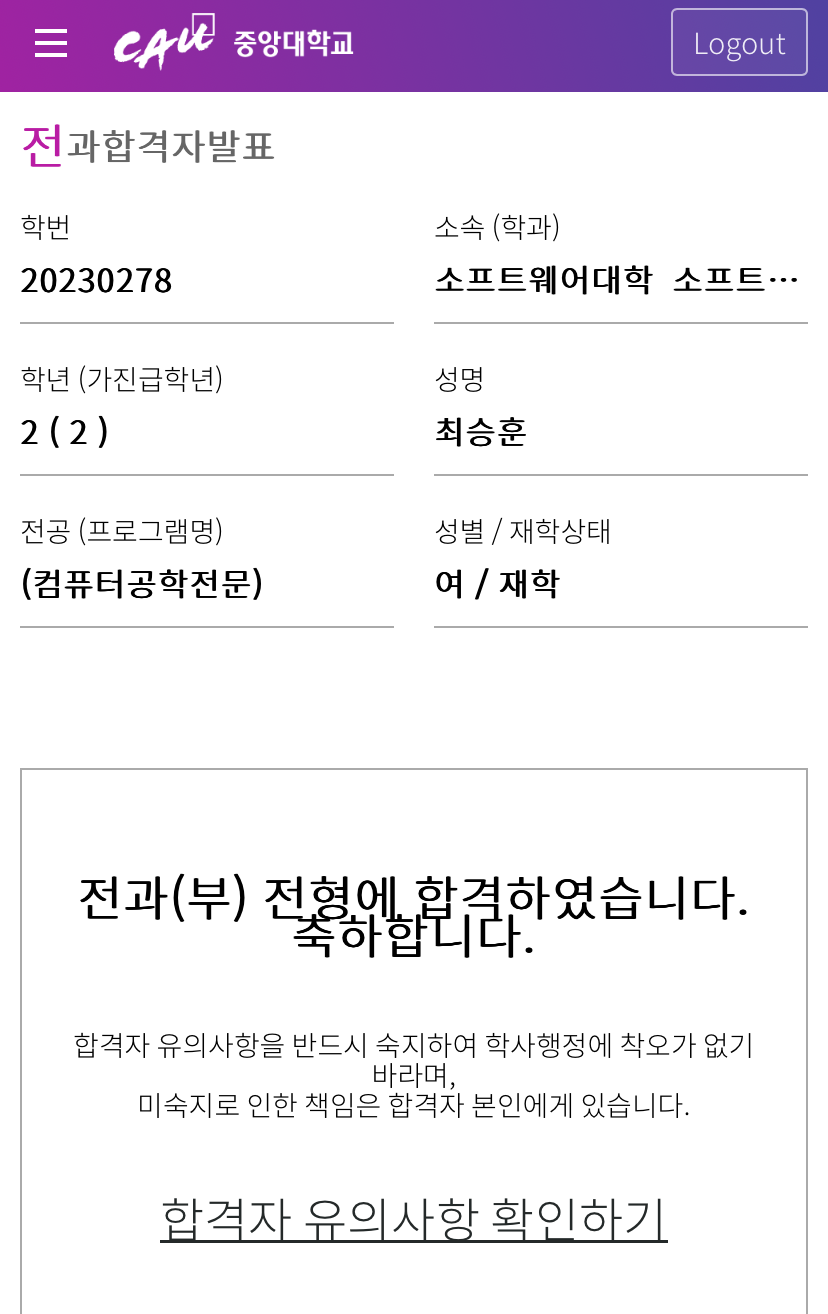 CAU 중앙대학교
Logout
전과합격자발표
학번
소속 (학과)
20230278
소프트웨어대학 소프트…
학년 (가진급학년)
성명
2 ( 2 )
최승훈
전공 (프로그램명)
성별 / 재학상태
(컴퓨터공학전문)
여 / 재학
전과(부) 전형에 합격하였습니다.
축하합니다.
합격자 유의사항을 반드시 숙지하여 학사행정에 착오가 없기
바라며,
미숙지로 인한 책임은 합격자 본인에게 있습니다.
합격자 유의사항 확인하기